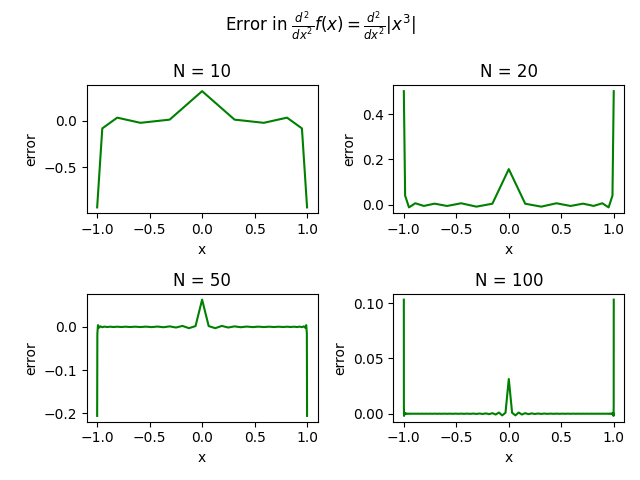 Error in $\frac{d^2}{dx^2}f(x) = \frac{d^2}{dx^2}|x^3|$
N = 10
error
0.0
−0.5
−1.0 −0.5 0.0 0.5 1.0
x
N = 20
error
0.4
0.2
0.0
−1.0 −0.5 0.0 0.5 1.0
x
N = 50
error
0.0
−0.1
−0.2
−1.0 −0.5 0.0 0.5 1.0
x
N = 100
error
0.10
0.05
0.00
−1.0 −0.5 0.0 0.5 1.0
x